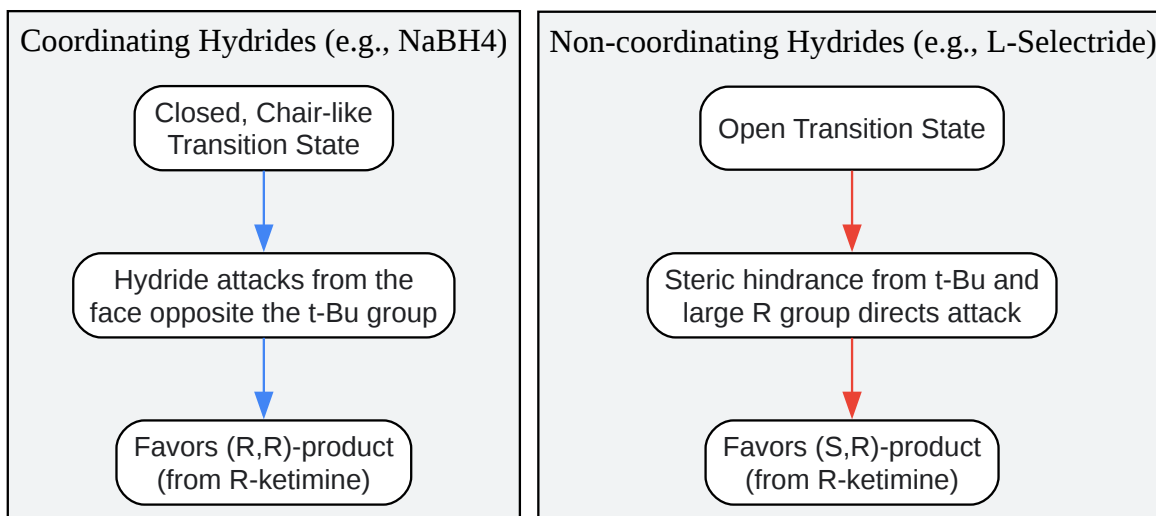 Coordinating Hydrides (e.g., NaBH4)
Closed, Chair-like
Transition State
Hydride attacks from the
face opposite the t-Bu group
Favors (R,R)-product
(from R-ketimine)
Non-coordinating Hydrides (e.g., L-Selectride)
Open Transition State
Steric hindrance from t-Bu and
large R group directs attack
Favors (S,R)-product
(from R-ketimine)